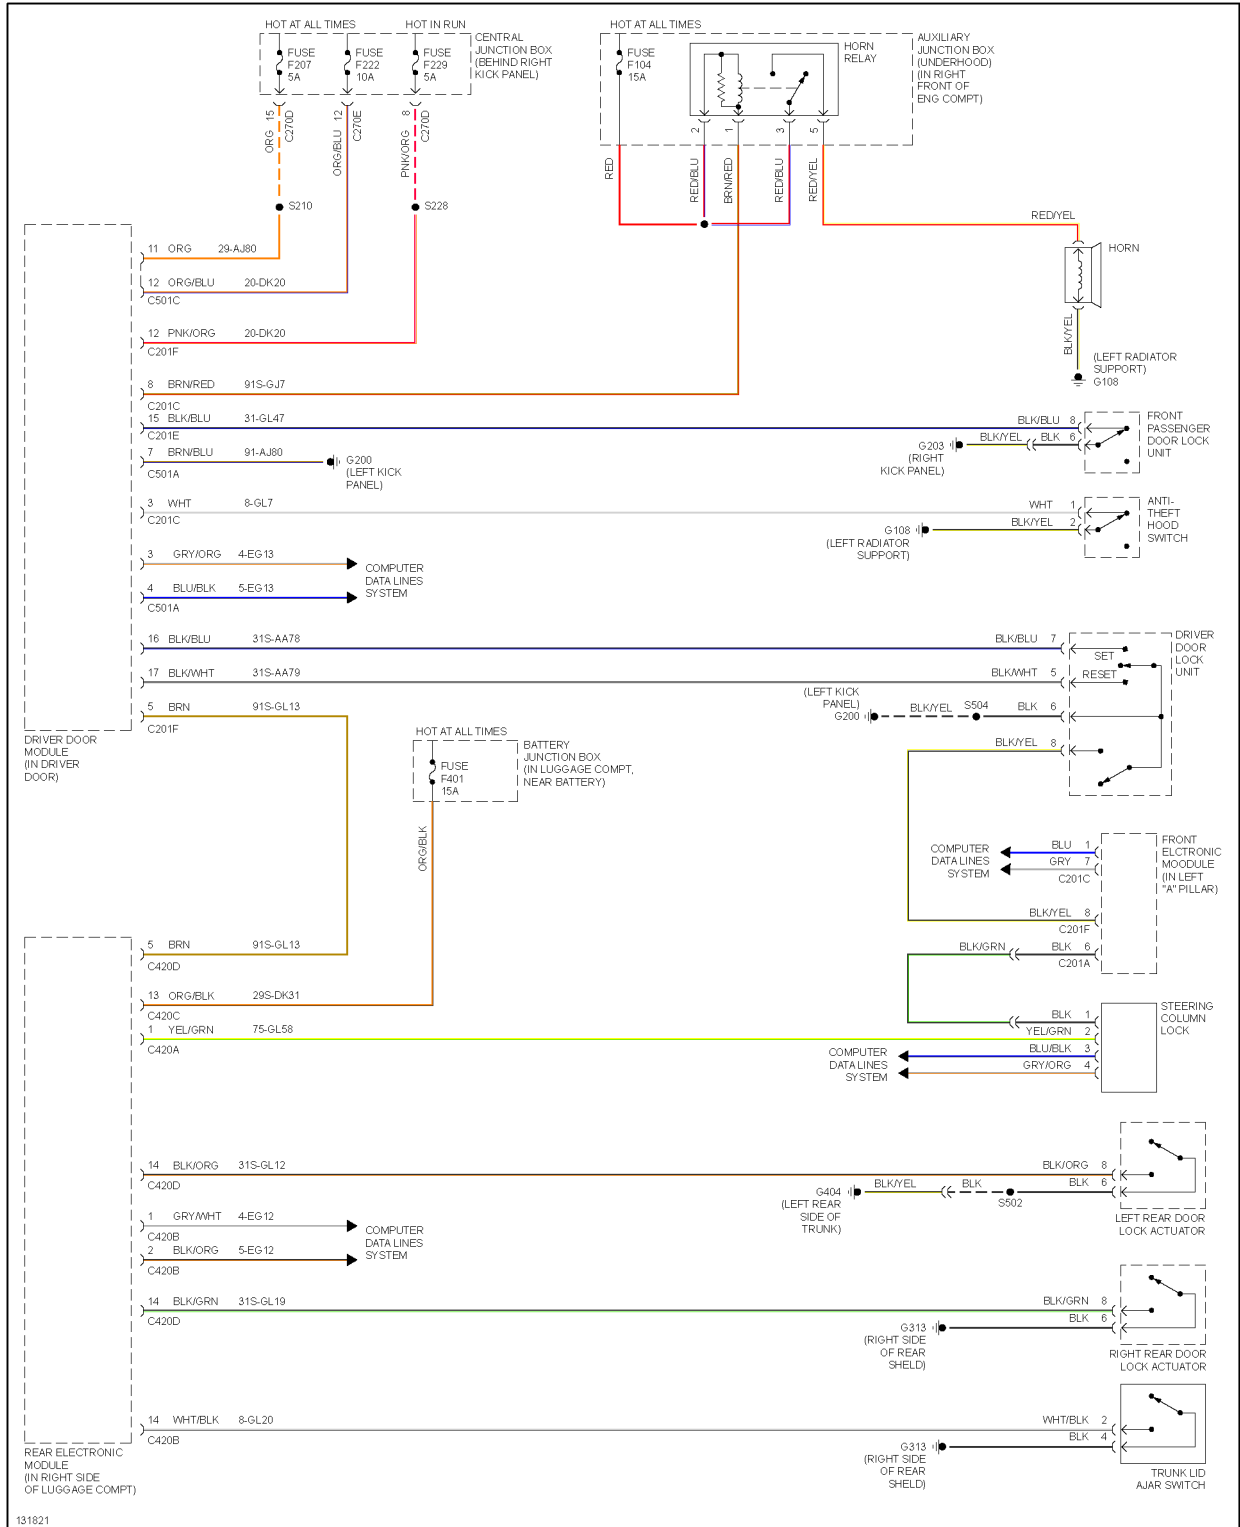 HOT AT ALL TIMES
HOT IN RUN
HOT AT ALL TIMES
FUSE
F207
5A
FUSE
F222
10A
FUSE
F229
5A
CENTRAL
JUNCTION BOX
(BEHIND RIGHT
KICK PANEL)
FUSE
F104
15A
HORN
RELAY
AUXILIARY
JUNCTION BOX
(UNDERHOOD)
(IN RIGHT
FRONT OF
ENG COMPT)
15
C270D
12
C270E
8
C270D
2
1
3
5
ORG
ORG/BLU
PNK/ORG
RED
RED/BLU
BRN/RED
RED/BLU
RED/YEL
S210
S228
RED/YEL
HORN
BLK/YEL
(LEFT RADIATOR
SUPPORT)
G108
11 ORG 29-AJ80
12 ORG/BLU 20-DK20
C501C
12 PNK/ORG 20-DK20
C201F
8 BRN/RED 91S-GJ7
C201C
15 BLK/BLU 31-GL47
C201E
7 BRN/BLU 91-AJ80
C501A
G200
(LEFT KICK
PANEL)
BLK/BLU 8
BLK/YEL BLK 6
G203
(RIGHT
KICK PANEL)
FRONT
PASSENGER
DOOR LOCK
UNIT
3 WHT 8-GL7
C201C
WHT 1
BLK/YEL 2
G108
(LEFT RADIATOR
SUPPORT)
ANTI-
THEFT
HOOD
SWITCH
3 GRY/ORG 4-EG13
4 BLU/BLK 5-EG13
C501A
COMPUTER
DATA LINES
SYSTEM
16 BLK/BLU 31S-AA78
17 BLK/WHT 31S-AA79
5 BRN 91S-GL13
C201F
DRIVER DOOR
MODULE
(IN DRIVER
DOOR)
BLK/BLU 7
BLK/WHT 5
(LEFT KICK
PANEL)
G200
BLK/YEL S504 BLK 6
BLK/YEL 8
SET
RESET
DRIVER
DOOR
LOCK
UNIT
HOT AT ALL TIMES
FUSE
F401
15A
BATTERY
JUNCTION BOX
(IN LUGGAGE COMPT,
NEAR BATTERY)
ORG/BLK
COMPUTER
DATA LINES
SYSTEM
BLU 1
GRY 7
C201C
BLK/YEL 8
C201F
BLK/GRN BLK 6
C201A
FRONT
ELCTRONIC
MOODULE
(IN LEFT
"A" PILLAR)
5 BRN 91S-GL13
C420D
13 ORG/BLK 29S-DK31
C420C
1 YEL/GRN 75-GL58
C420A
BLK 1
YEL/GRN 2
BLU/BLK 3
GRY/ORG 4
COMPUTER
DATA LINES
SYSTEM
STEERING
COLUMN
LOCK
14 BLK/ORG 31S-GL12
C420D
BLK/ORG 8
BLK/YEL BLK BLK 6
S502
G404
(LEFT REAR
SIDE OF
TRUNK)
LEFT REAR DOOR
LOCK ACTUATOR
1 GRY/WHT 4-EG12
C420B
2 BLK/ORG 5-EG12
C420B
COMPUTER
DATA LINES
SYSTEM
14 BLK/GRN 31S-GL19
C420D
BLK/GRN 8
BLK 6
G313
(RIGHT SIDE
OF REAR
SHELD)
RIGHT REAR DOOR
LOCK ACTUATOR
14 WHT/BLK 8-GL20
C420B
WHT/BLK 2
BLK 4
G313
(RIGHT SIDE
OF REAR
SHELD)
TRUNK LID
AJAR SWITCH
REAR ELECTRONIC
MODULE
(IN RIGHT SIDE
OF LUGGAGE COMPT)
131821